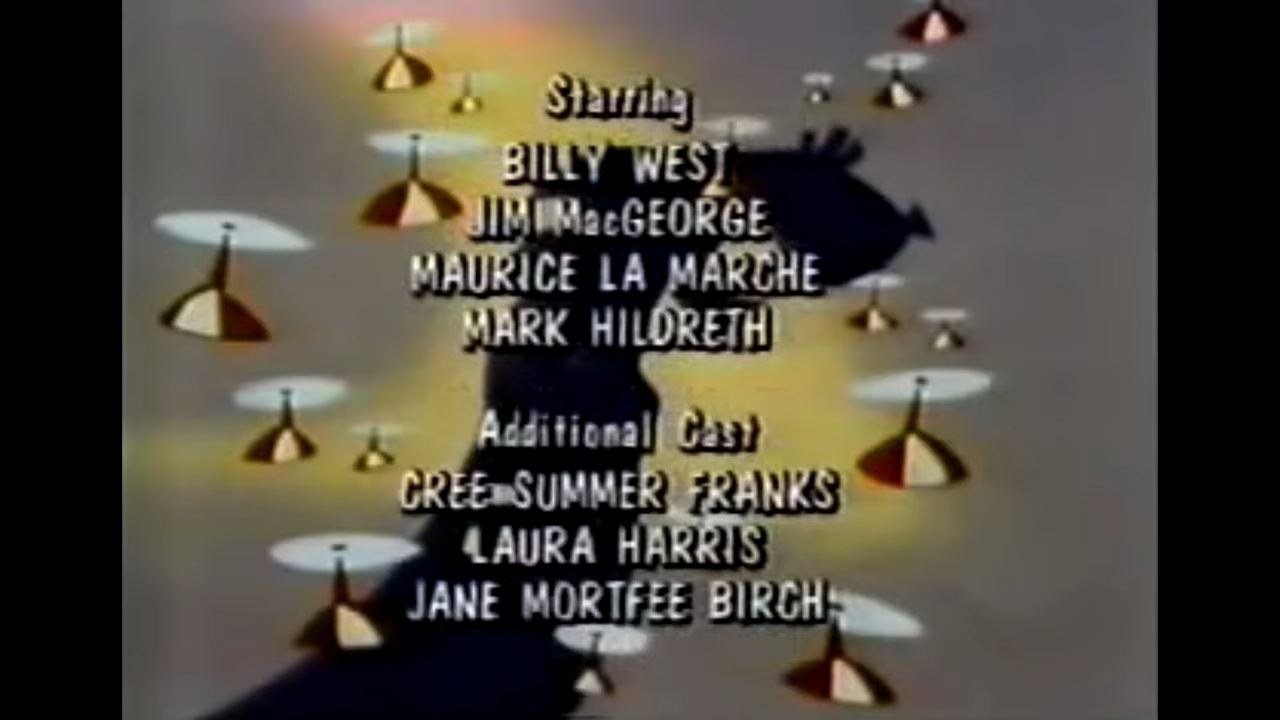 Starring
BILLY WEST
JIM MacGEORGE
MAURICE LA MARCHE
MARK HILDRETH
Additional Cast
CREE SUMMER FRANKS
LAURA HARRIS
JANE MORTFEE BIRCH